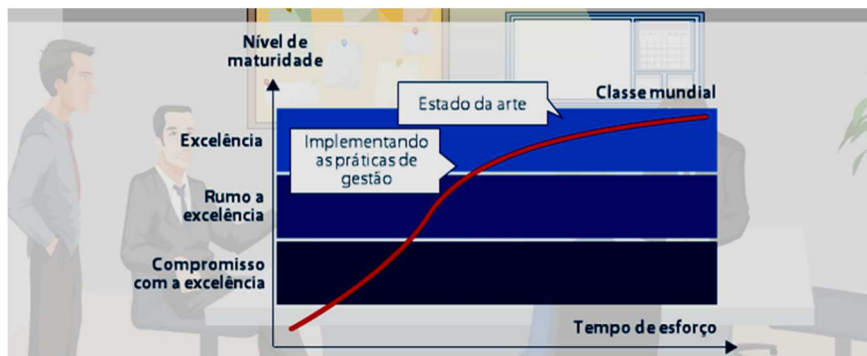 Nível de
maturidade
Classe mundial
Estado da arte
Excelência
Implementando
as práticas de
gestão
Rumo a
excelência
Compromisso
com a excelência
Tempo de esforço